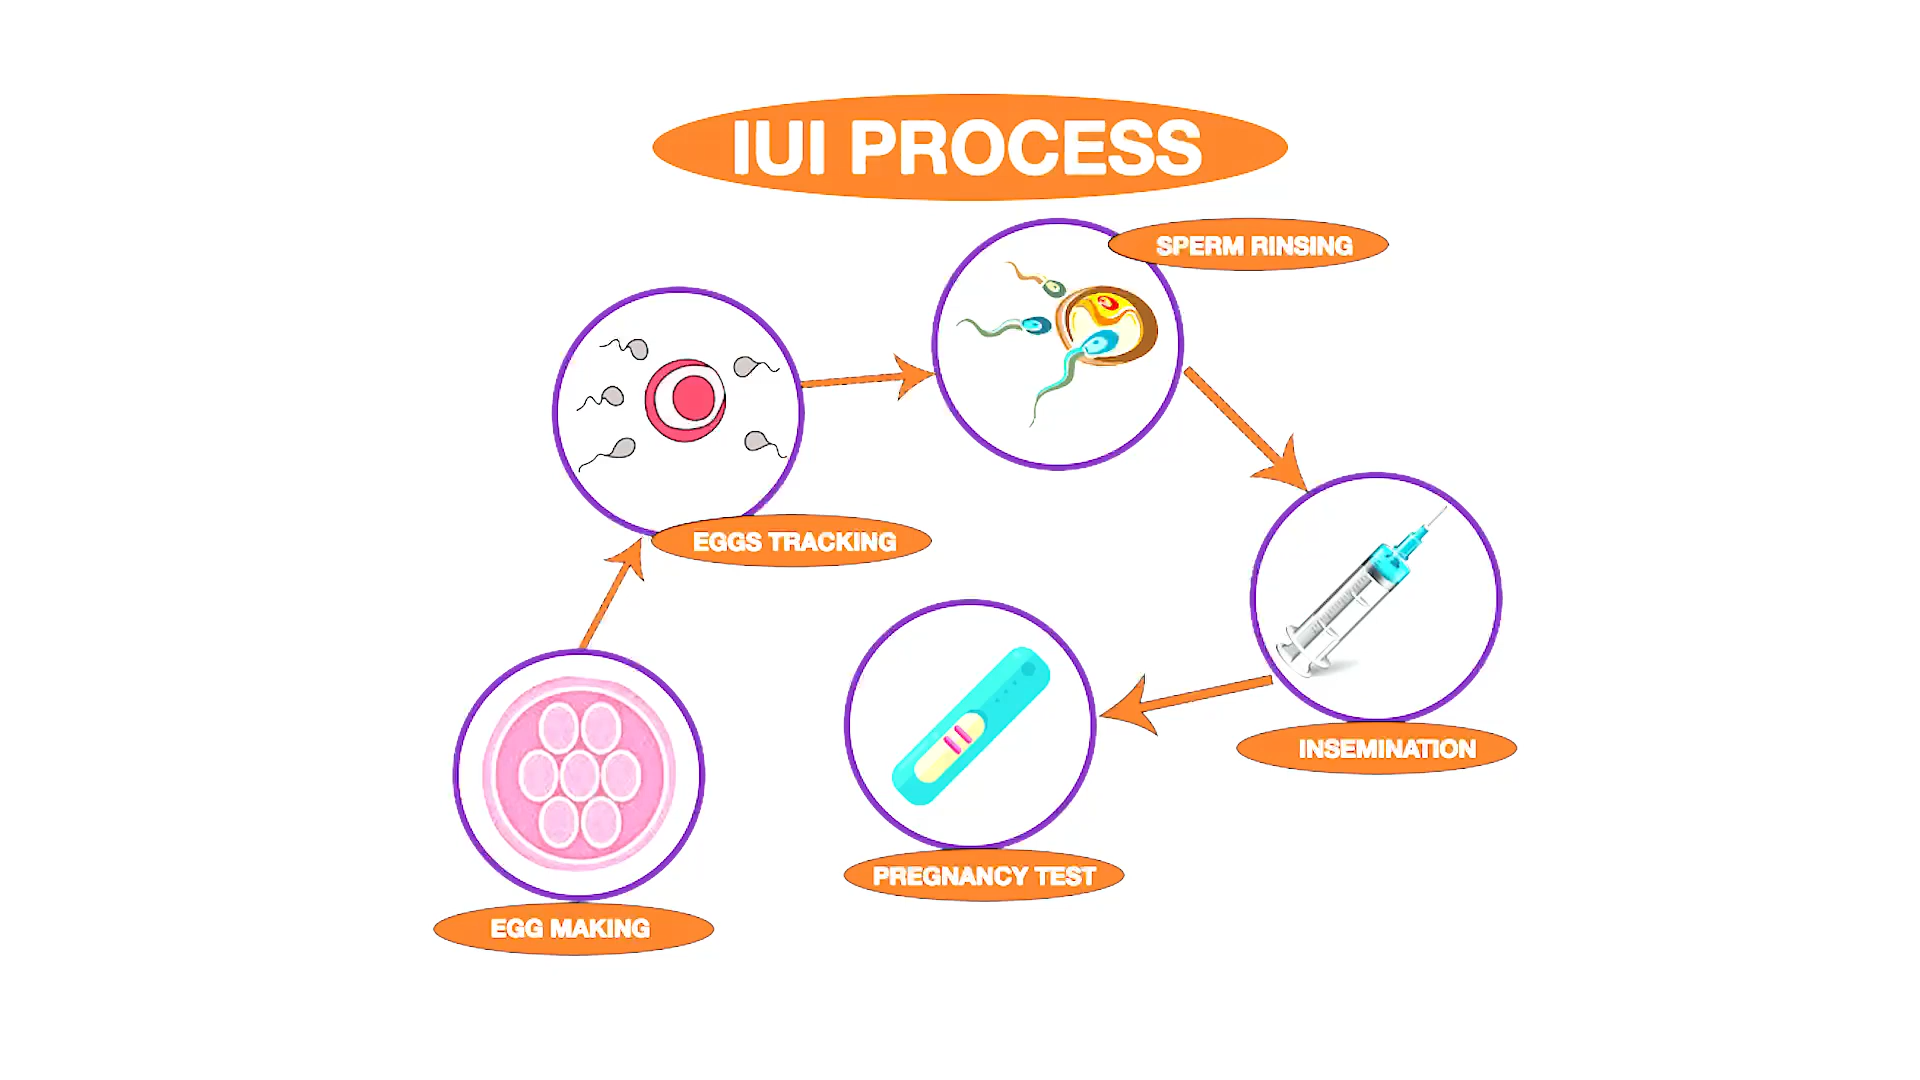 IUI PROCESS
SPERM RINSING
EGGS TRACKING
INSEMINATION
PREGNANCY TEST
EGG MAKING